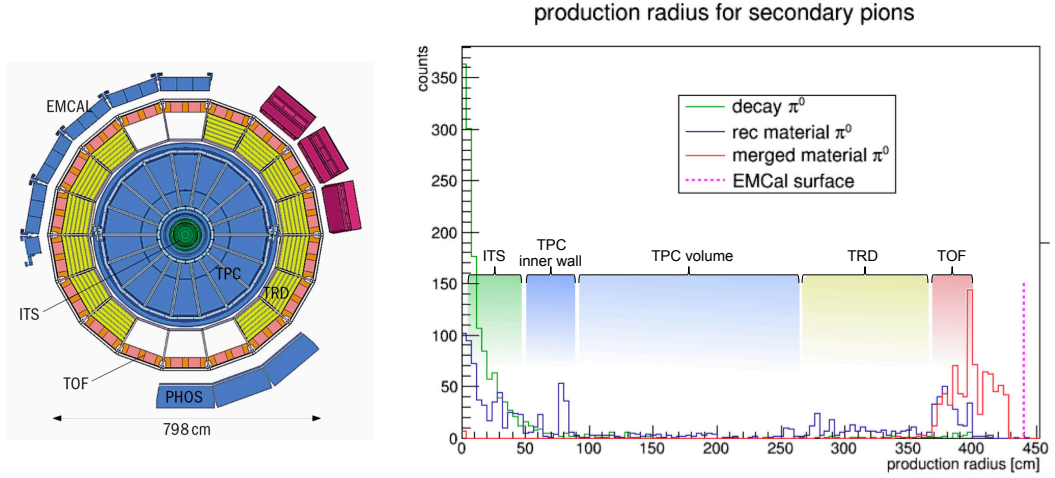 EMCAL
TPC
TRD
ITS
TOF
PHOS
798 cm
production radius for secondary pions
counts
350
300
250
200
150
100
50
0
decay π⁰
rec material π⁰
merged material π⁰
EMCal surface
ITS
TPC
inner wall
TPC volume
TRD
TOF
0 50 100 150 200 250 300 350 400 450
production radius [cm]